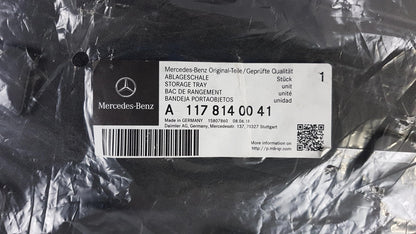 Mercedes-Benz
Mercedes-Benz Original-Teile/Geprüfte Qualität
ABLAGESCHALE Stück 1
STORAGE TRAY unit
BAC DE RANGEMENT unité
BANDEJA PORTAOBJETOS unidad
A 117 814 00 41
Made in GERMANY 15807860
Daimler AG, Germany, Mercedesstr. 137, 70327 Stuttgart
More information on